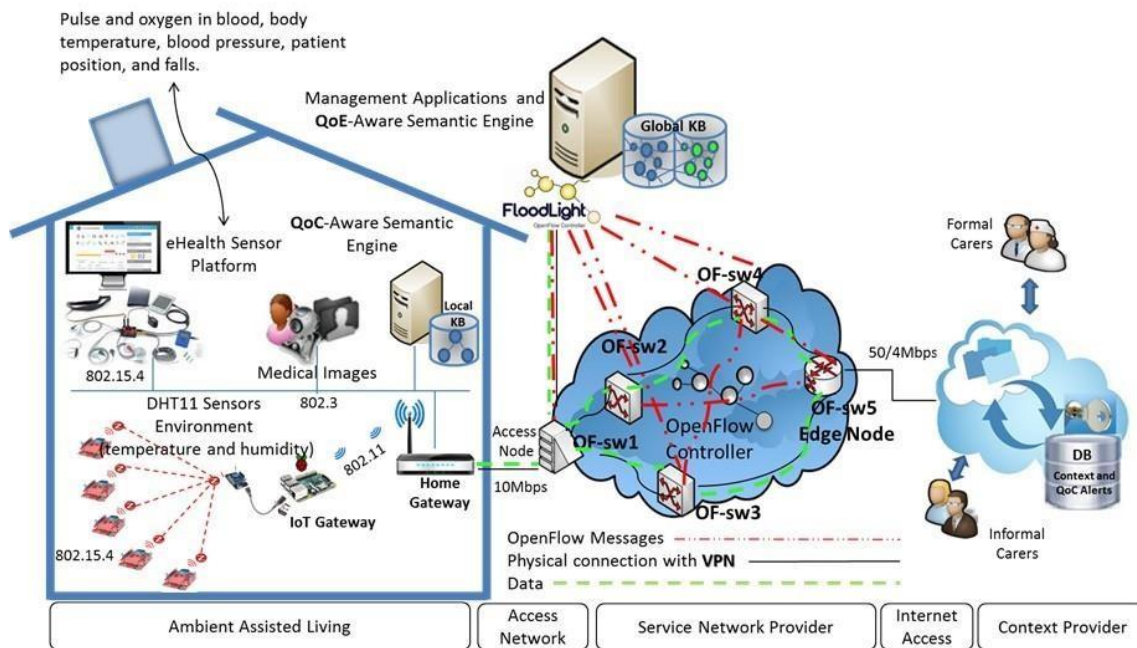 Pulse and oxygen in blood, body
temperature, blood pressure, patient
position, and falls.
Management Applications and
QoE-Aware Semantic Engine
Global KB
FloodLight
OpenFlow Controller
QoC-Aware Semantic
Engine
eHealth Sensor
Platform
Local
KB
802.15.4
Medical Images
802.3
DHT11 Sensors
Environment
(temperature and humidity)
802.11
IoT Gateway
Home
Gateway
802.15.4
Access
Node
10Mbps
OF-sw1
OF-sw2
OF-sw4
OF-sw3
OpenFlow
Controller
OF-sw5
Edge Node
50/4Mbps
Formal
Carers
DB
Context and
QoC Alerts
Informal
Carers
OpenFlow Messages
Physical connection with VPN
Data
Ambient Assisted Living
Access
Network
Service Network Provider
Internet
Access
Context Provider